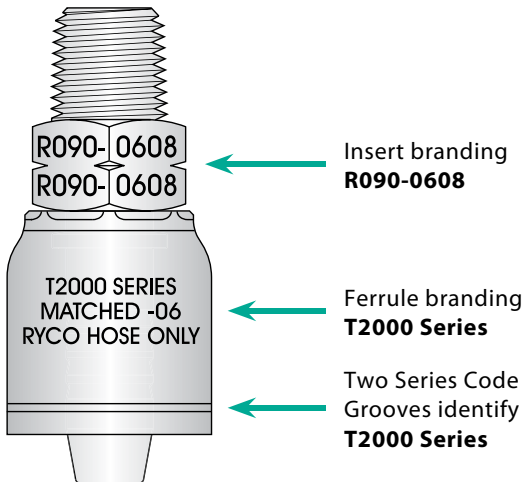 R090- 0608
R090- 0608
Insert branding
R090-0608
T2000 SERIES
MATCHED -06
RYCO HOSE ONLY
Ferrule branding
T2000 Series
Two Series Code
Grooves identify
T2000 Series